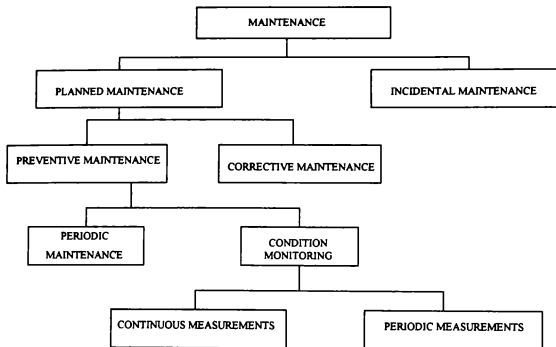 MAINTENANCE
PLANNED MAINTENANCE
INCIDENTAL MAINTENANCE
PREVENTIVE MAINTENANCE
CORRECTIVE MAINTENANCE
PERIODIC
MAINTENANCE
CONDITION
MONITORING
CONTINUOUS MEASUREMENTS
PERIODIC MEASUREMENTS